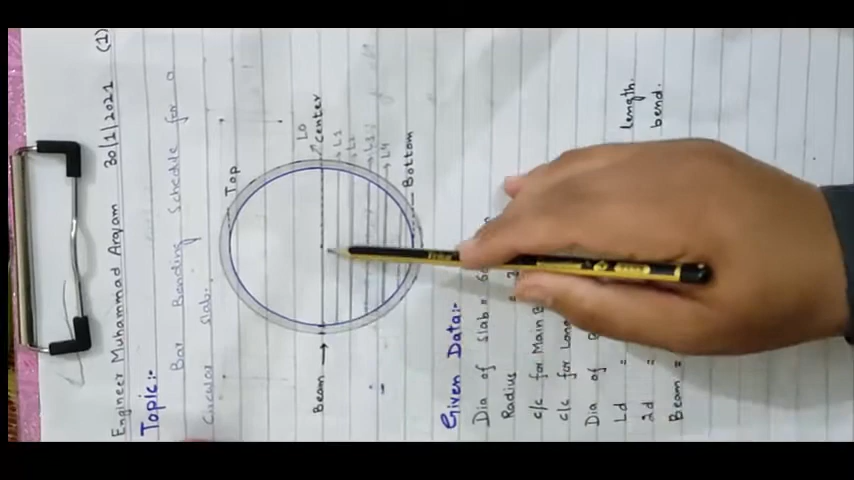 Engineer Muhammad Arqam 30/1/2021 (1)
Topic:-
Bar Bending Schedule for a
Circular slab.
Top
L0
Center
L1
L2
L3
L4
Bottom
Beam
Given Data:-
Dia of slab = 6
Radius
c/c for Main B
c/c for
Dia of
Ld =
2d =
Beam =
length.
bend.